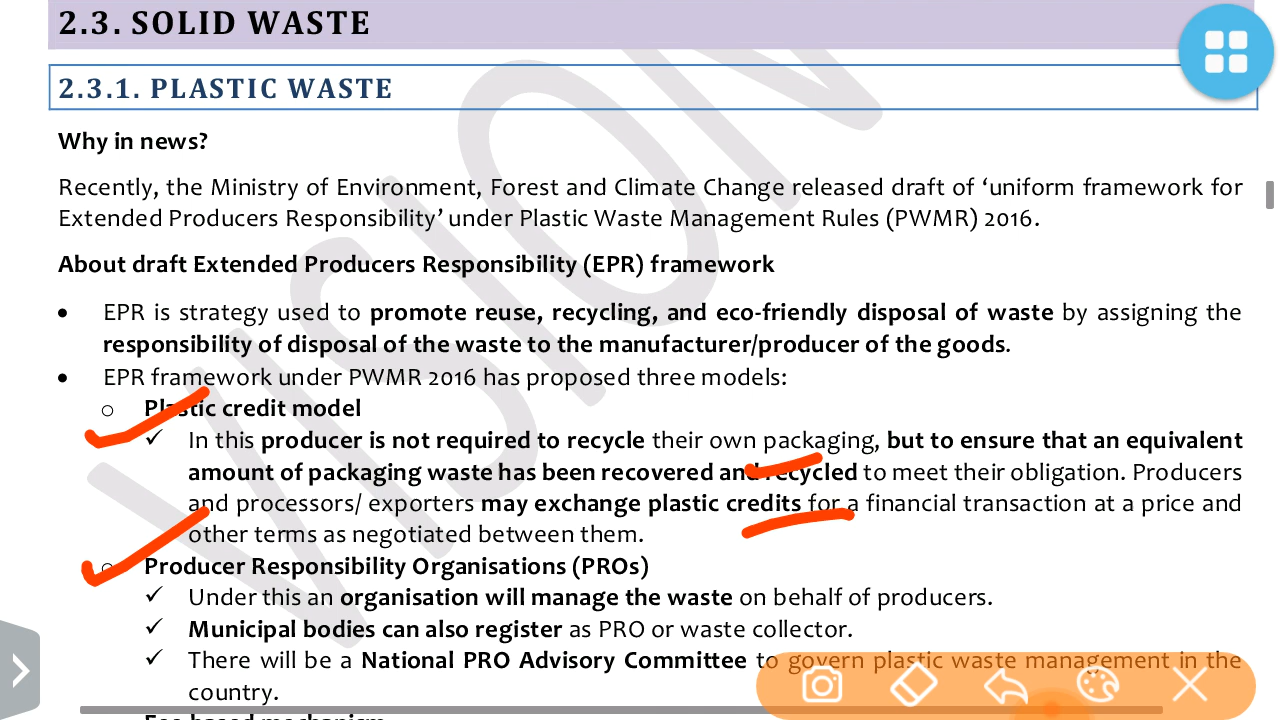 2.3. SOLID WASTE
2.3.1. PLASTIC WASTE
Why in news?
Recently, the Ministry of Environment, Forest and Climate Change released draft of ‘uniform framework for
Extended Producers Responsibility’ under Plastic Waste Management Rules (PWMR) 2016.
About draft Extended Producers Responsibility (EPR) framework
• EPR is strategy used to promote reuse, recycling, and eco-friendly disposal of waste by assigning the
responsibility of disposal of the waste to the manufacturer/producer of the goods.
• EPR framework under PWMR 2016 has proposed three models:
o Plastic credit model
✓ In this producer is not required to recycle their own packaging, but to ensure that an equivalent
amount of packaging waste has been recovered and recycled to meet their obligation. Producers
and processors/ exporters may exchange plastic credits for a financial transaction at a price and
other terms as negotiated between them.
o Producer Responsibility Organisations (PROs)
✓ Under this an organisation will manage the waste on behalf of producers.
✓ Municipal bodies can also register as PRO or waste collector.
✓ There will be a National PRO Advisory Committee to govern plastic waste management in the
country.
Fee based mechanism
VISION